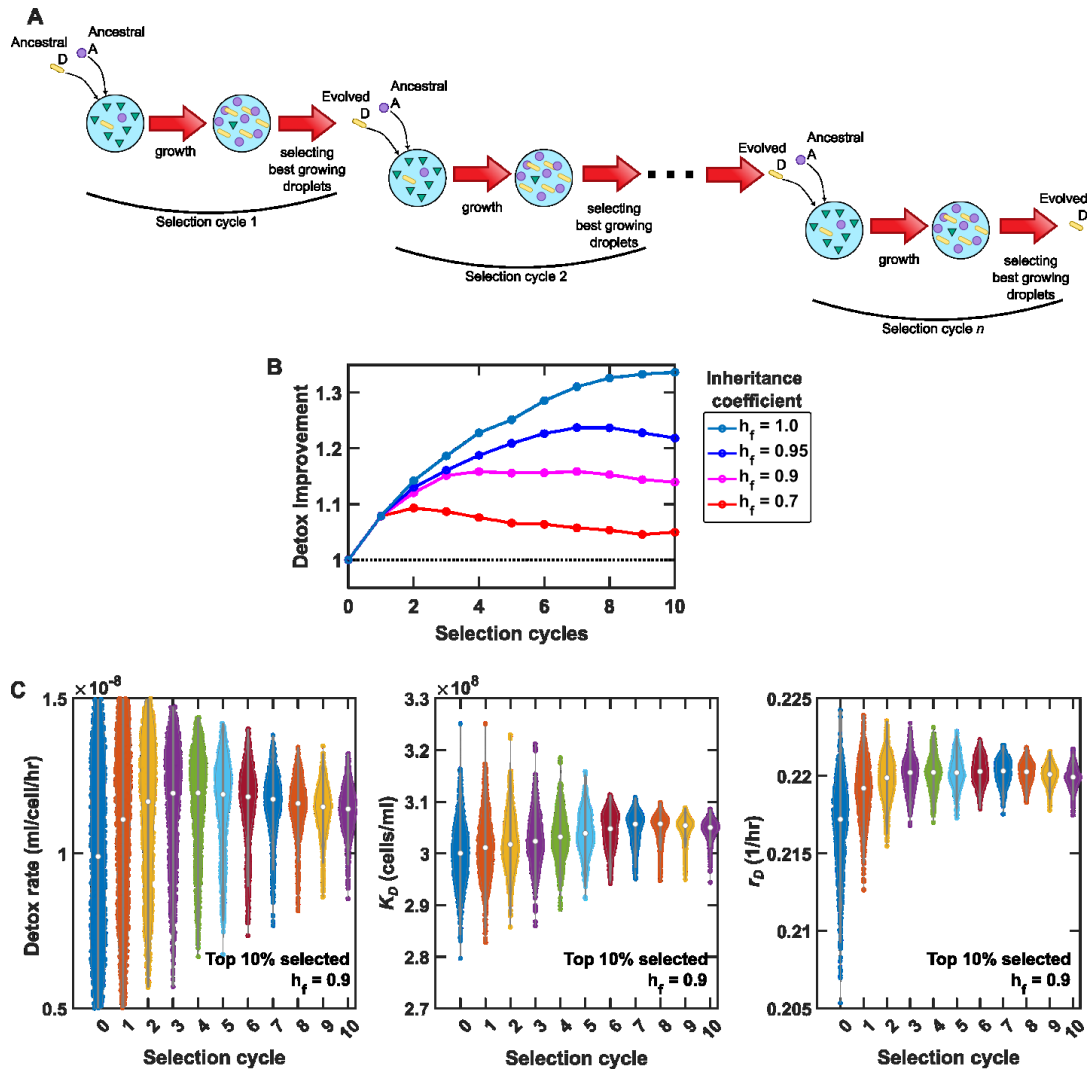 A
Ancestral
Ancestral
D
A
growth
selecting
best growing
droplets
Selection cycle 1
Evolved
D
Ancestral
A
growth
selecting
best growing
droplets
Selection cycle 2
Evolved
D
Ancestral
A
growth
selecting
best growing
droplets
Selection cycle n
Evolved
D
B
Detox Improvement
1.3
1.2
1.1
1
0 2 4 6 8 10
Selection cycles
Inheritance
coefficient
h_f = 1.0
h_f = 0.95
h_f = 0.9
h_f = 0.7
C
×10⁻⁸
Detox rate (ml/cell/hr)
1.5
1
0.5
Top 10% selected
h_f = 0.9
0 1 2 3 4 5 6 7 8 9 10
Selection cycle
×10⁸
K_D (cells/ml)
3.3
3.2
3.1
3
2.9
2.8
2.7
Top 10% selected
h_f = 0.9
0 1 2 3 4 5 6 7 8 9 10
Selection cycle
r_D (1/hr)
0.225
0.22
0.215
0.21
0.205
Top 10% selected
h_f = 0.9
0 1 2 3 4 5 6 7 8 9 10
Selection cycle